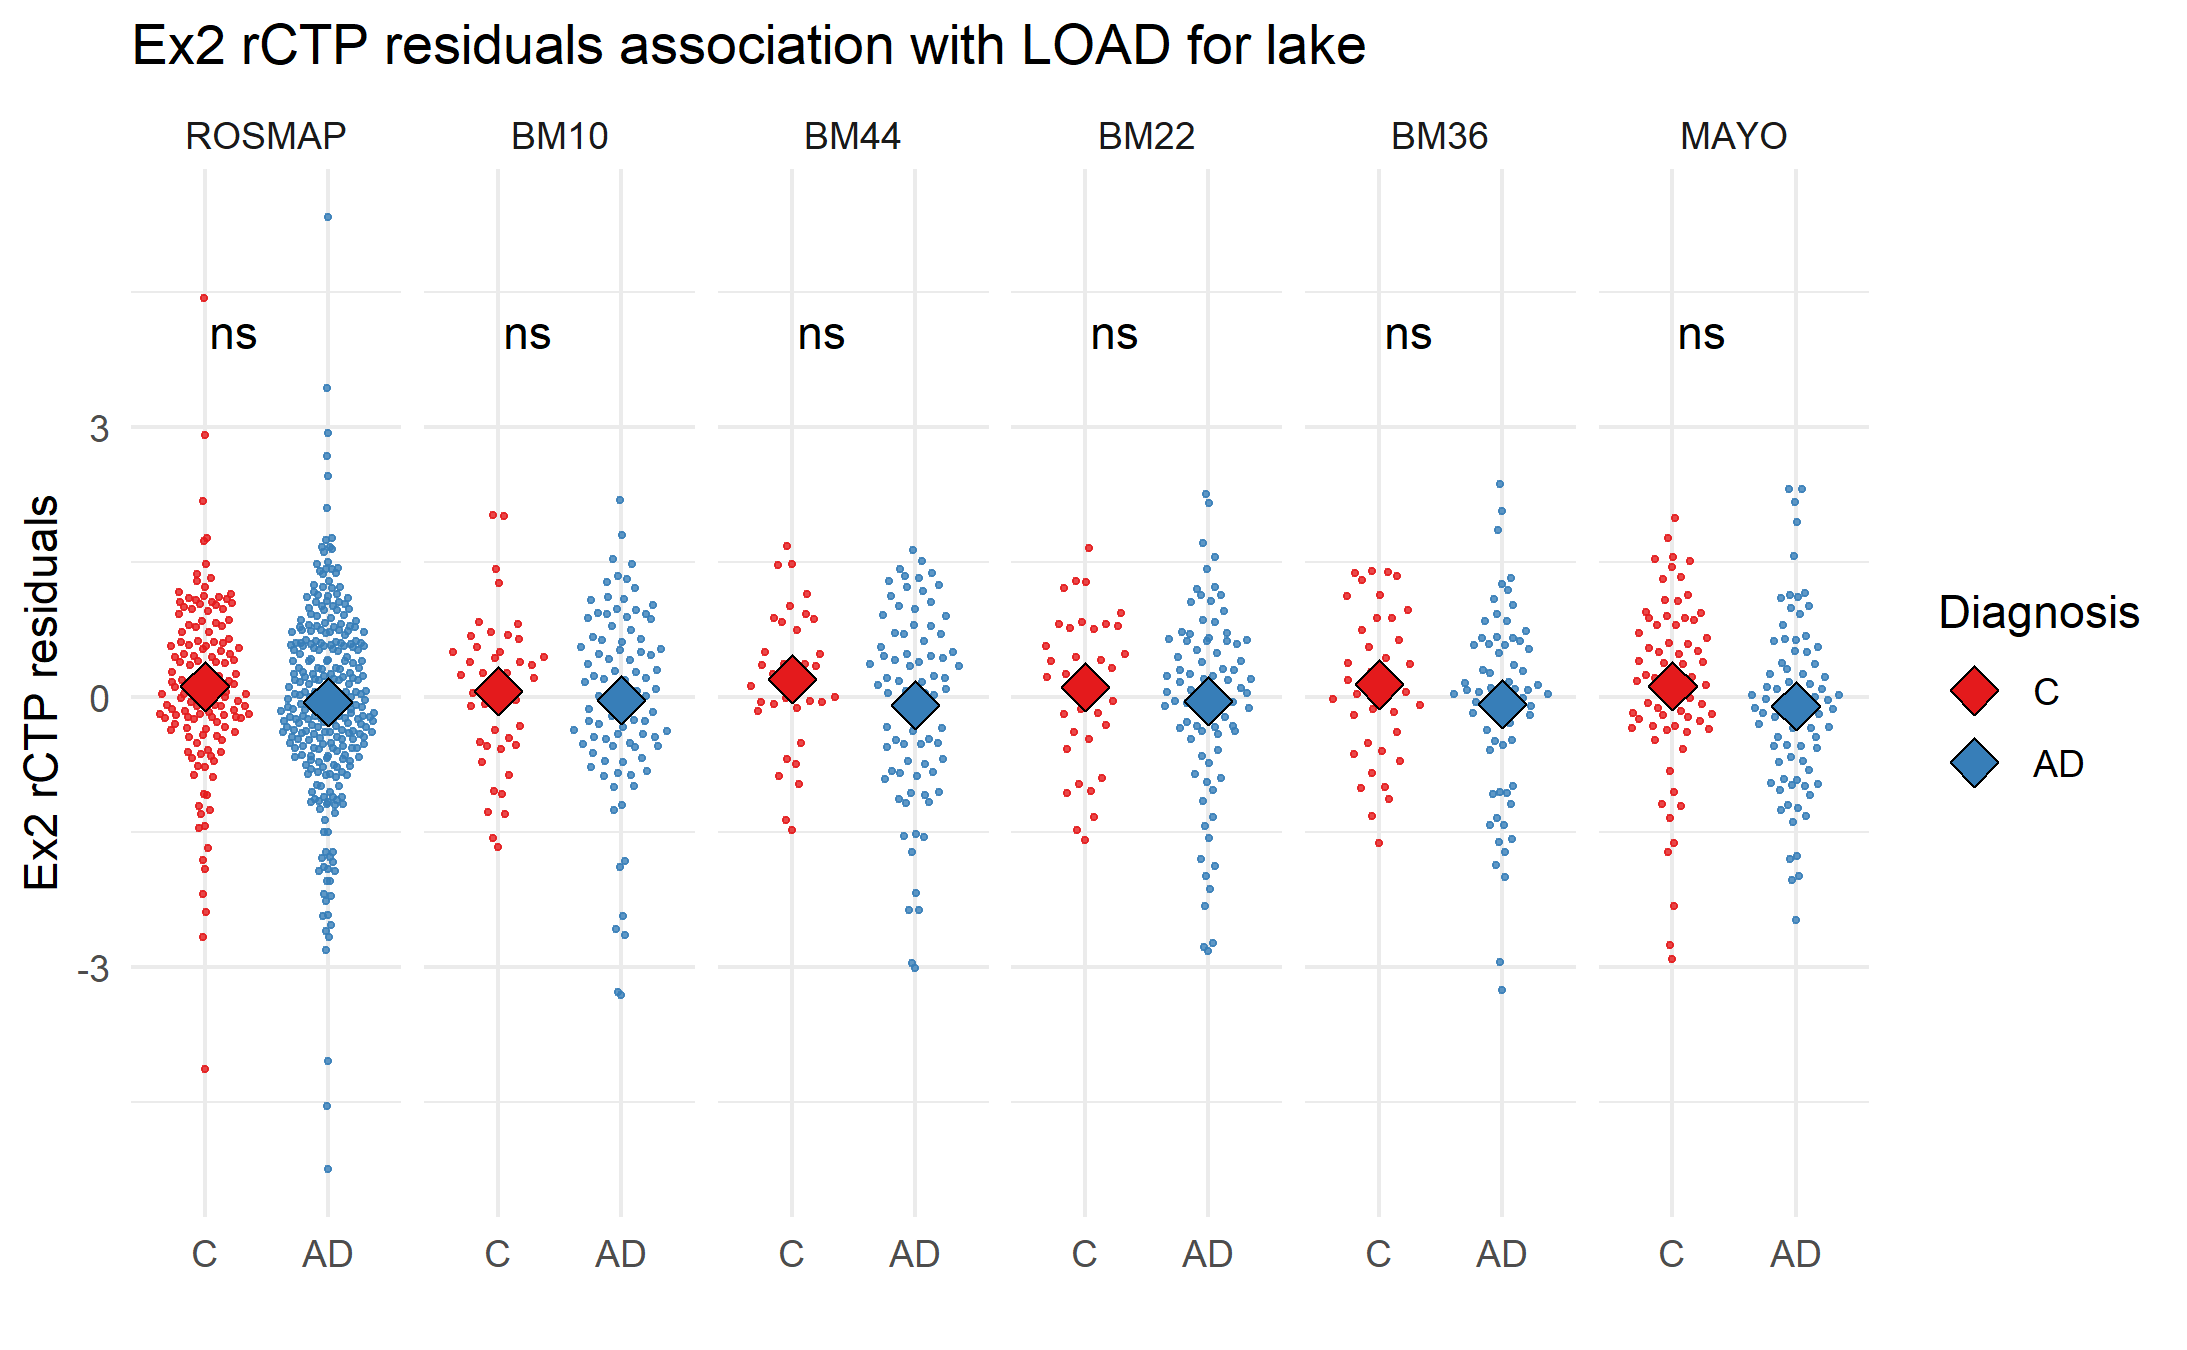 Ex2 rCTP residuals association with LOAD for lake
ROSMAP BM10 BM44 BM22 BM36 MAYO
ns ns ns ns ns ns
3
0
-3
Ex2 rCTP residuals
C AD C AD C AD C AD C AD C AD
Diagnosis
C
AD